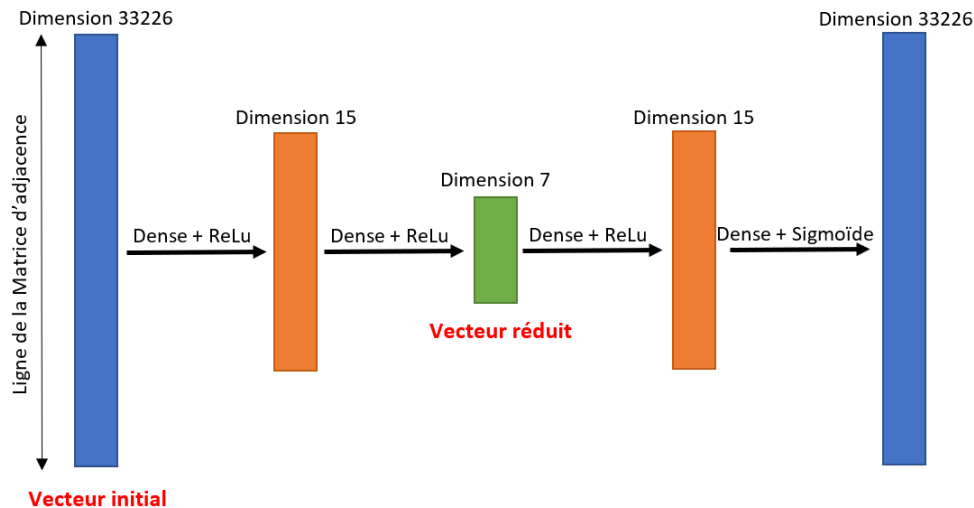 Dimension 33226
Dimension 33226
Dimension 15
Dimension 15
Dimension 7
Ligne de la Matrice d'adjacence
Dense + ReLu
Dense + ReLu
Dense + ReLu
Dense + Sigmoïde
Vecteur réduit
Vecteur initial